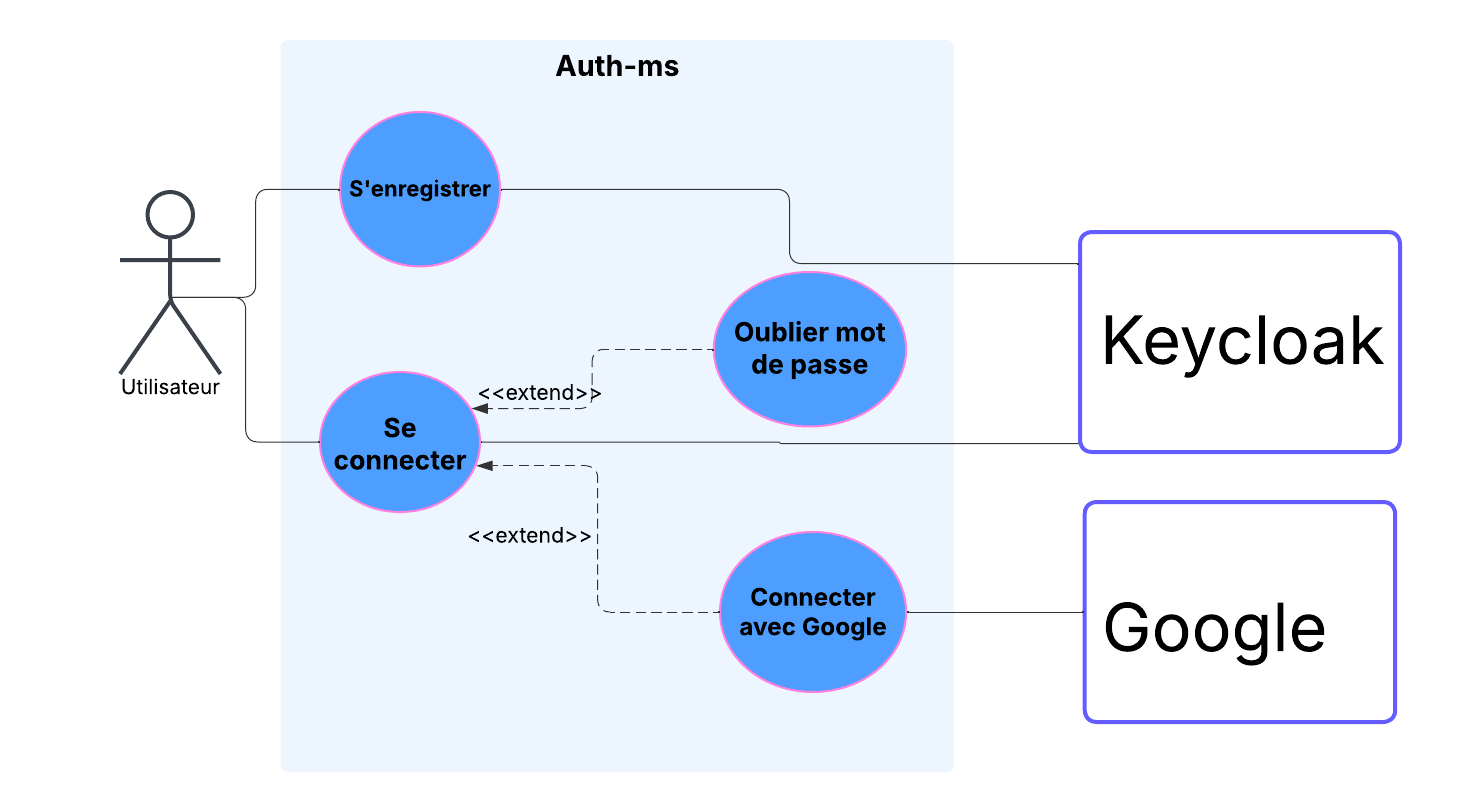 Auth-ms
S'enregistrer
Utilisateur
Oublier mot
de passe
<<extend>>
Se
connecter
<<extend>>
Connecter
avec Google
Keycloak
Google